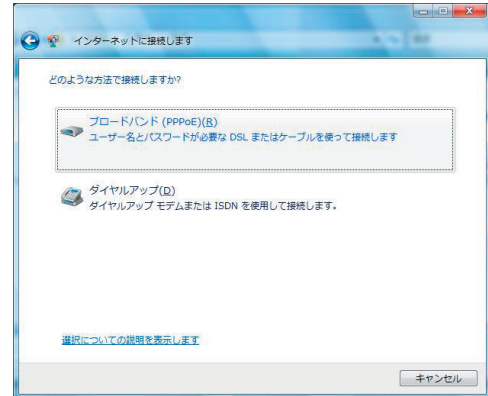 インターネットに接続します
どのような方法で接続しますか?
ブロードバンド (PPPoE)(R)
ユーザー名とパスワードが必要な DSL またはケーブルを使って接続します
ダイヤルアップ(D)
ダイヤルアップ モデムまたは ISDN を使用して接続します。
選択についての説明を表示します
キャンセル